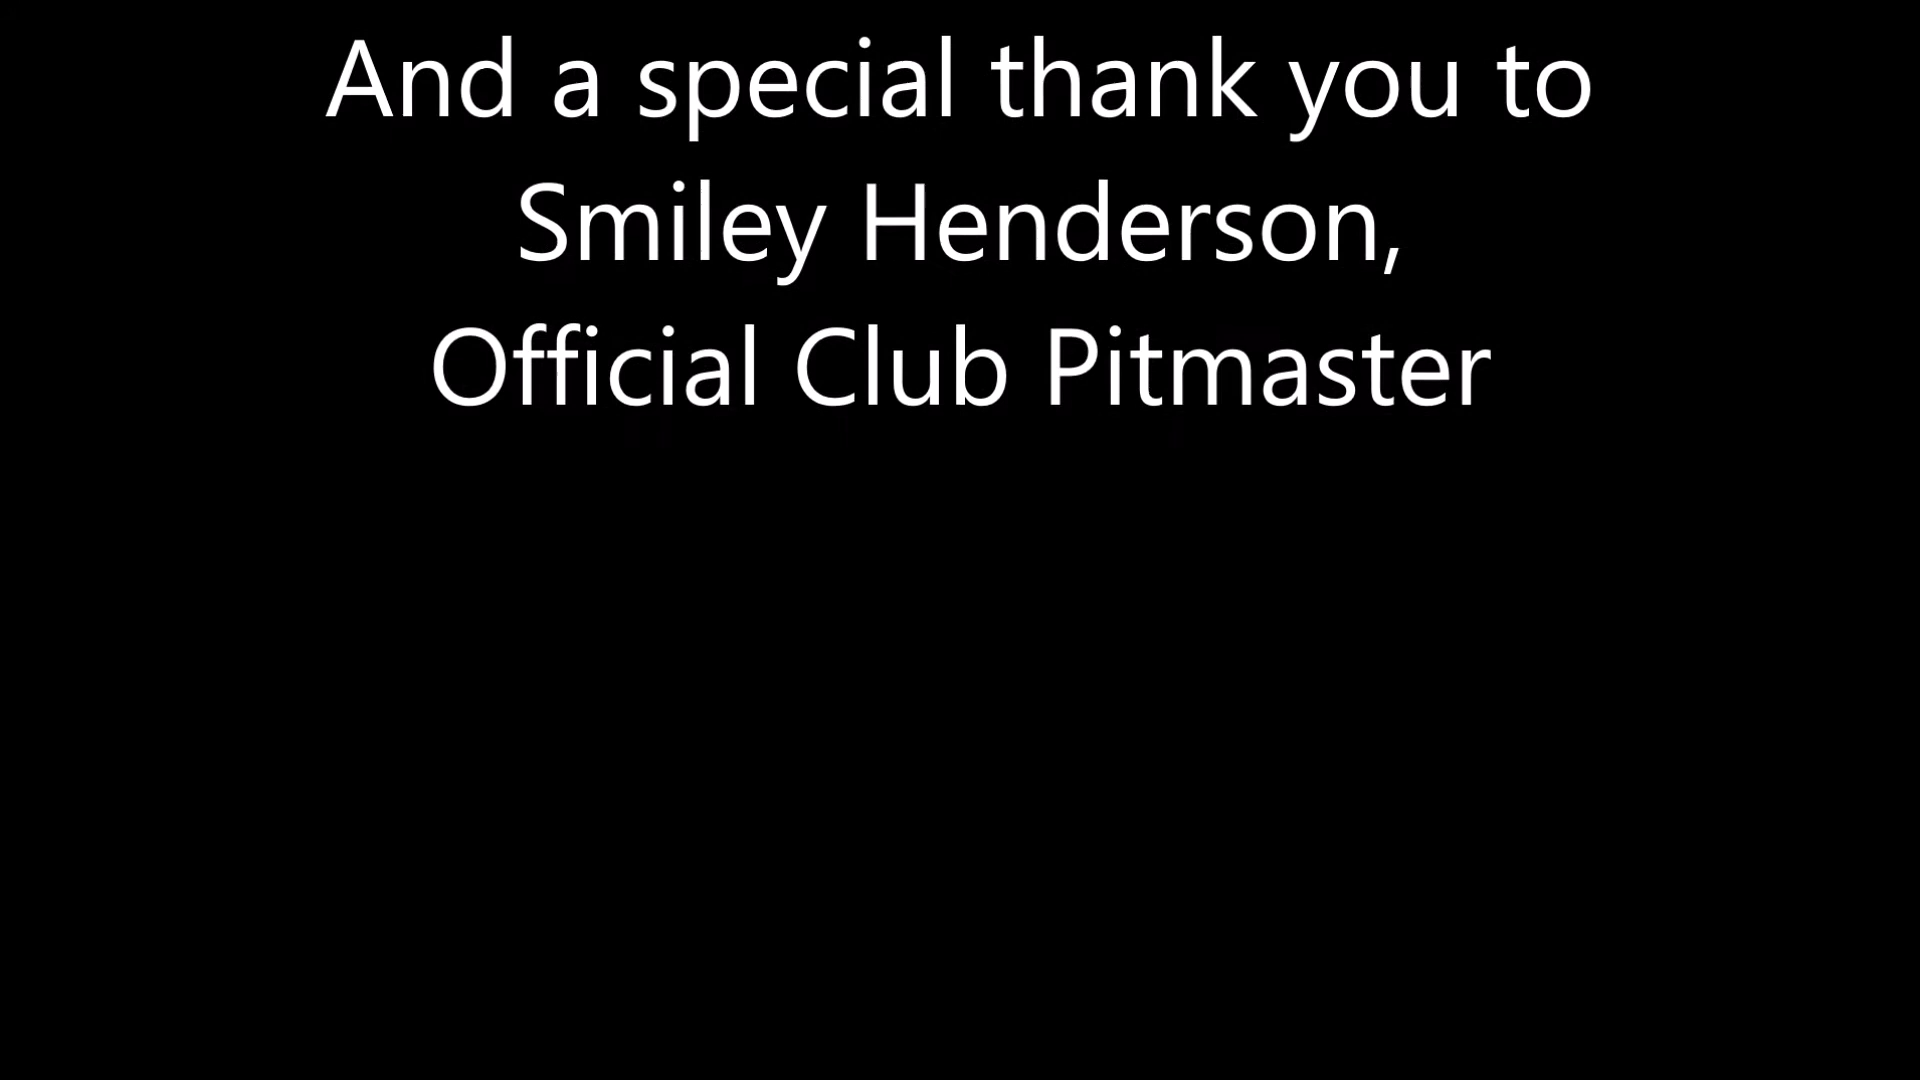 And a special thank you to
Smiley Henderson,
Official Club Pitmaster